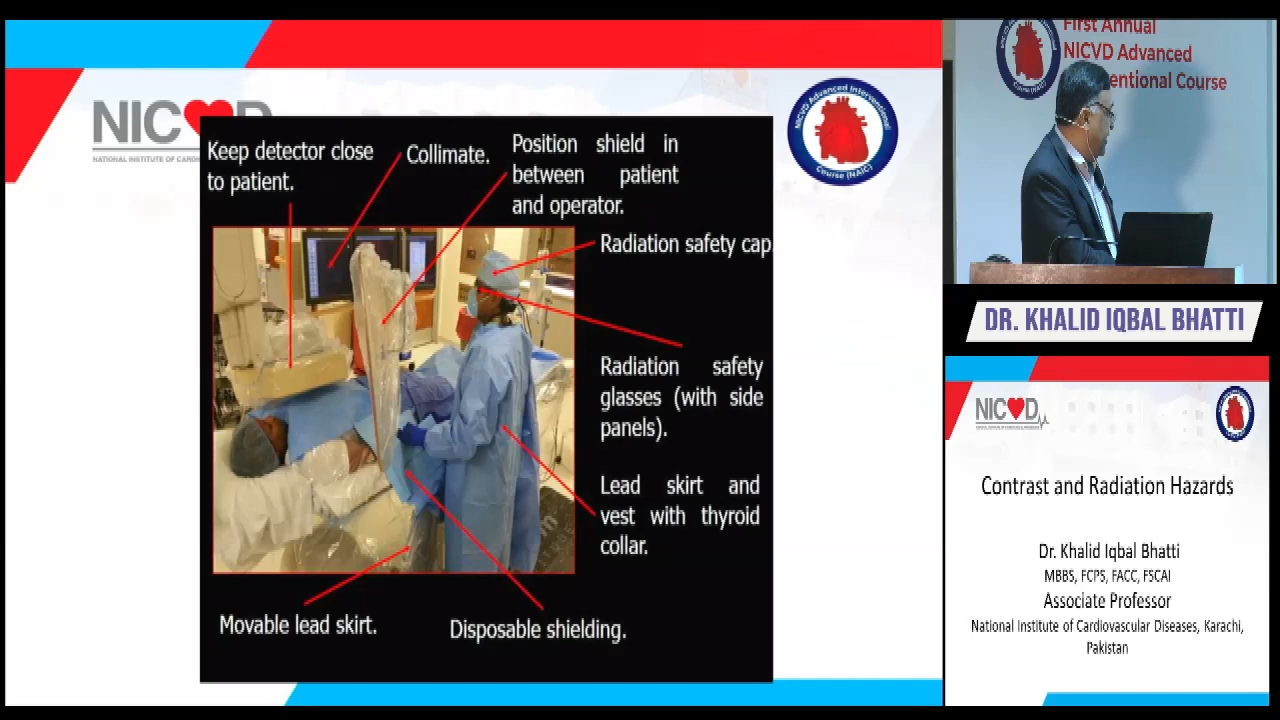 NIC D
NATIONAL INSTITUTE OF CARDI
NICVD Advanced Interventional
Course (NAIC)
Keep detector close
to patient.
Collimate.
Position shield in
between patient
and operator.
Radiation safety cap
Radiation safety
glasses (with side
panels).
Lead skirt and
vest with thyroid
collar.
Movable lead skirt.
Disposable shielding.
First Annual
NICVD Advanced
entional Course
DR. KHALID IQBAL BHATTI
NIC D
Contrast and Radiation Hazards
Dr. Khalid Iqbal Bhatti
MBBS, FCPS, FACC, FSCAI
Associate Professor
National Institute of Cardiovascular Diseases, Karachi,
Pakistan